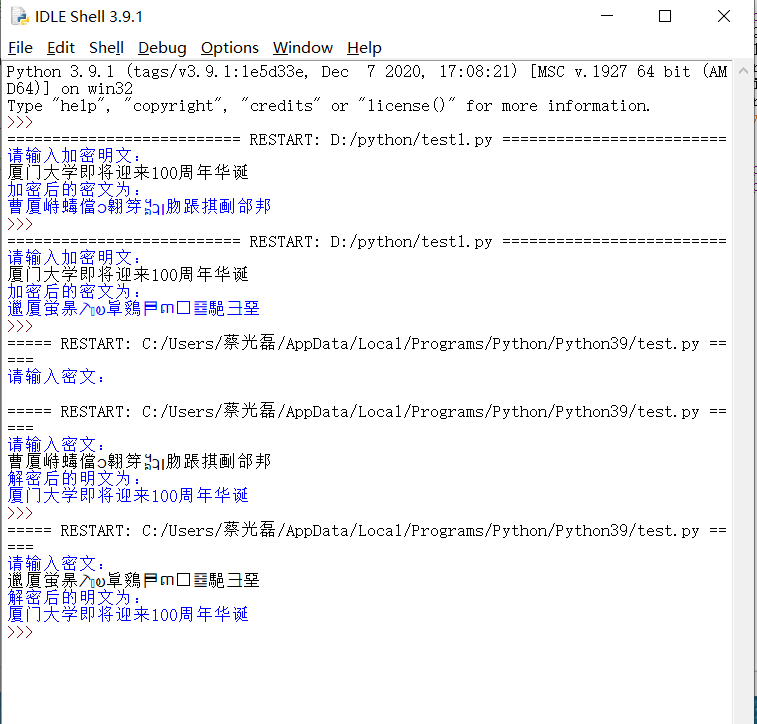 IDLE Shell 3.9.1
File Edit Shell Debug Options Window Help
Python 3.9.1 (tags/v3.9.1:1e5d33e, Dec  7 2020, 17:08:21) [MSC v.1927 64 bit (AM
D64)] on win32
Type "help", "copyright", "credits" or "license()" for more information.
>>>
========================= RESTART: D:/python/test1.py =========================
请输入加密明文:
厦门大学即将迎来100周年华诞
加密后的密文为:
>>>
========================= RESTART: D:/python/test1.py =========================
请输入加密明文:
厦门大学即将迎来100周年华诞
加密后的密文为:
>>>
===== RESTART: C:/Users/蔡光磊/AppData/Local/Programs/Python/Python39/test.py ==
===
请输入密文:
===== RESTART: C:/Users/蔡光磊/AppData/Local/Programs/Python/Python39/test.py ==
===
请输入密文:
解密后的明文为:
厦门大学即将迎来100周年华诞
>>>
===== RESTART: C:/Users/蔡光磊/AppData/Local/Programs/Python/Python39/test.py ==
===
请输入密文:
解密后的明文为:
厦门大学即将迎来100周年华诞
>>>